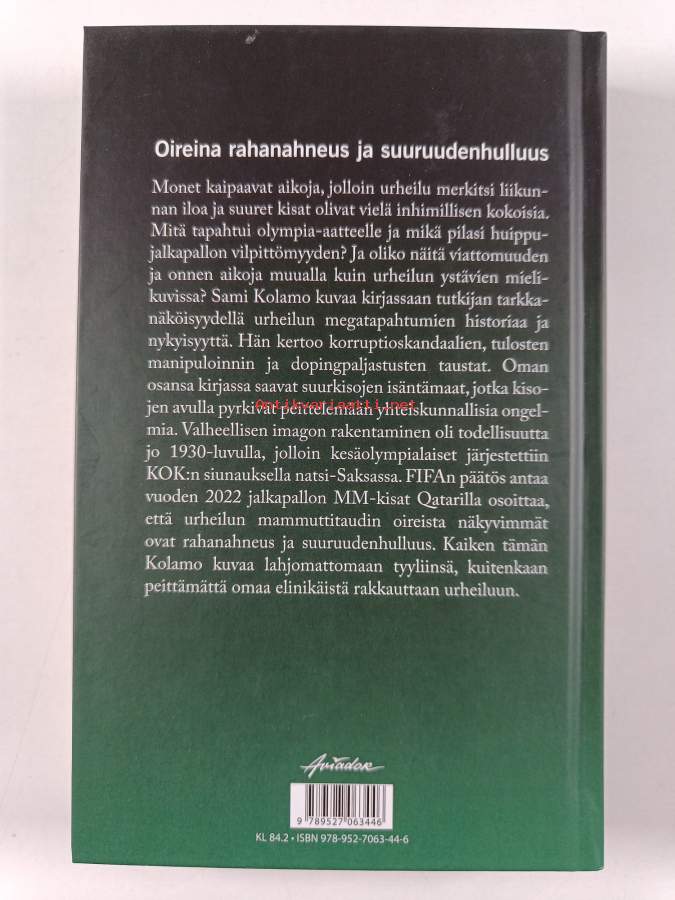 Oireina rahanahneus ja suuruudenhulluus
Monet kaipaavat aikoja, jolloin urheilu merkitsi liikun-
nan iloa ja suuret kisat olivat vielä inhimillisen kokoisia.
Mitä tapahtui olympia-aatteelle ja mikä pilasi huippu-
jalkapallon vilpittömyyden? Ja oliko näitä viattomuuden
ja onnen aikoja muualla kuin urheilun ystävien mieli-
kuvissa? Sami Kolamo kuvaa kirjassaan tutkijan tarkka-
näköisyydellä urheilun megatapahtumien historiaa ja
nykyisyyttä. Hän kertoo korruptioskandaalien, tulosten
manipuloinnin ja dopingpaljastusten taustat. Oman
osansa kirjassa saavat suurkisojen isäntämaat, jotka kiso-
jen avulla pyrkivät peittelemään yhteiskunnallisia ongel-
Antikvariaatti.net
mia. Valheellisen imagon rakentaminen oli todellisuutta
jo 1930-luvulla, jolloin kesäolympialaiset järjestettiin
KOK:n siunauksella natsi-Saksassa. FIFAn päätös antaa
vuoden 2022 jalkapallon MM-kisat Qatarilla osoittaa,
että urheilun mammuttitaudin oireista näkyvimmät
ovat rahanahneus ja suuruudenhulluus. Kaiken tämän
Kolamo kuvaa lahjomattomaan tyyliinsä, kuitenkaan
peittämättä omaa elinikäistä rakkauttaan urheiluun.
Aviador
9 789527 063446
KL 84.2 • ISBN 978-952-7063-44-6